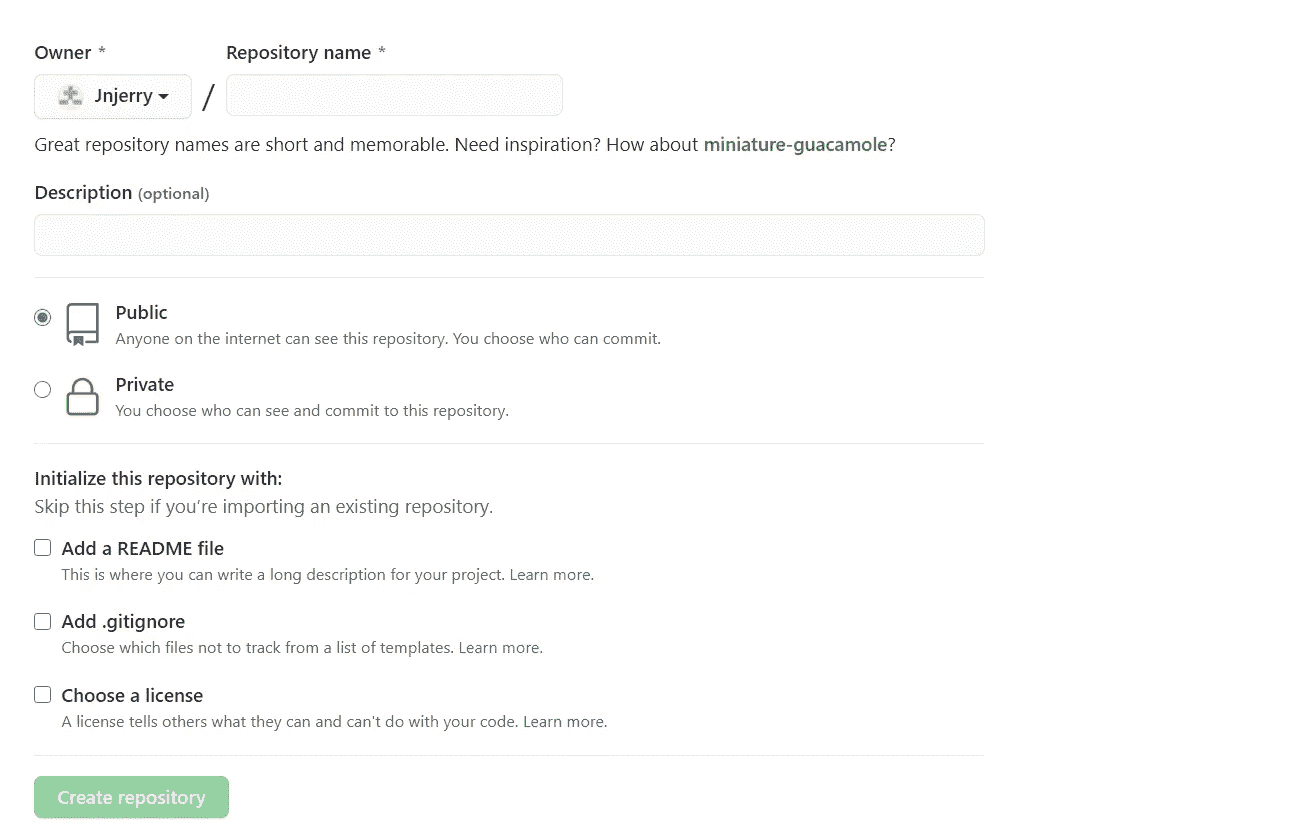 Owner * Repository name *
Jnjerry /
Great repository names are short and memorable. Need inspiration? How about miniature-guacamole?
Description (optional)
Public
Anyone on the internet can see this repository. You choose who can commit.
Private
You choose who can see and commit to this repository.
Initialize this repository with:
Skip this step if you’re importing an existing repository.
Add a README file
This is where you can write a long description for your project. Learn more.
Add .gitignore
Choose which files not to track from a list of templates. Learn more.
Choose a license
A license tells others what they can and can't do with your code. Learn more.
Create repository